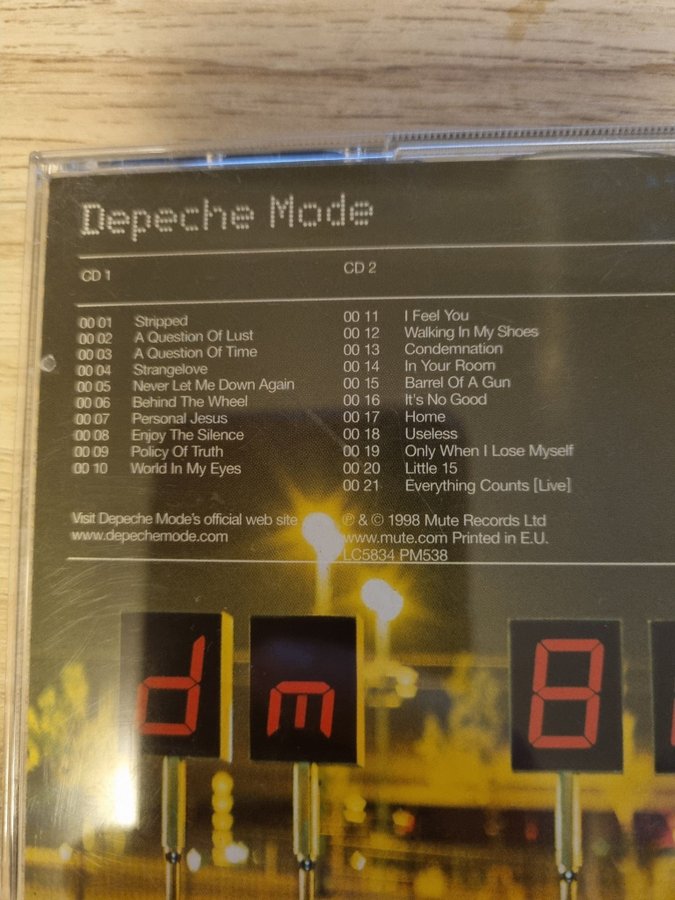 Depeche Mode
CD 1
00 01 Stripped
00 02 A Question Of Lust
00 03 A Question Of Time
00 04 Strangelove
00 05 Never Let Me Down Again
00 06 Behind The Wheel
00 07 Personal Jesus
00 08 Enjoy The Silence
00 09 Policy Of Truth
00 10 World In My Eyes
CD 2
00 11 I Feel You
00 12 Walking In My Shoes
00 13 Condemnation
00 14 In Your Room
00 15 Barrel Of A Gun
00 16 It's No Good
00 17 Home
00 18 Useless
00 19 Only When I Lose Myself
00 20 Little 15
00 21 Everything Counts [Live]
Visit Depeche Mode's official web site
www.depechemode.com
℗ & © 1998 Mute Records Ltd
www.mute.com Printed in E.U.
LC5834 PM538
dm 8